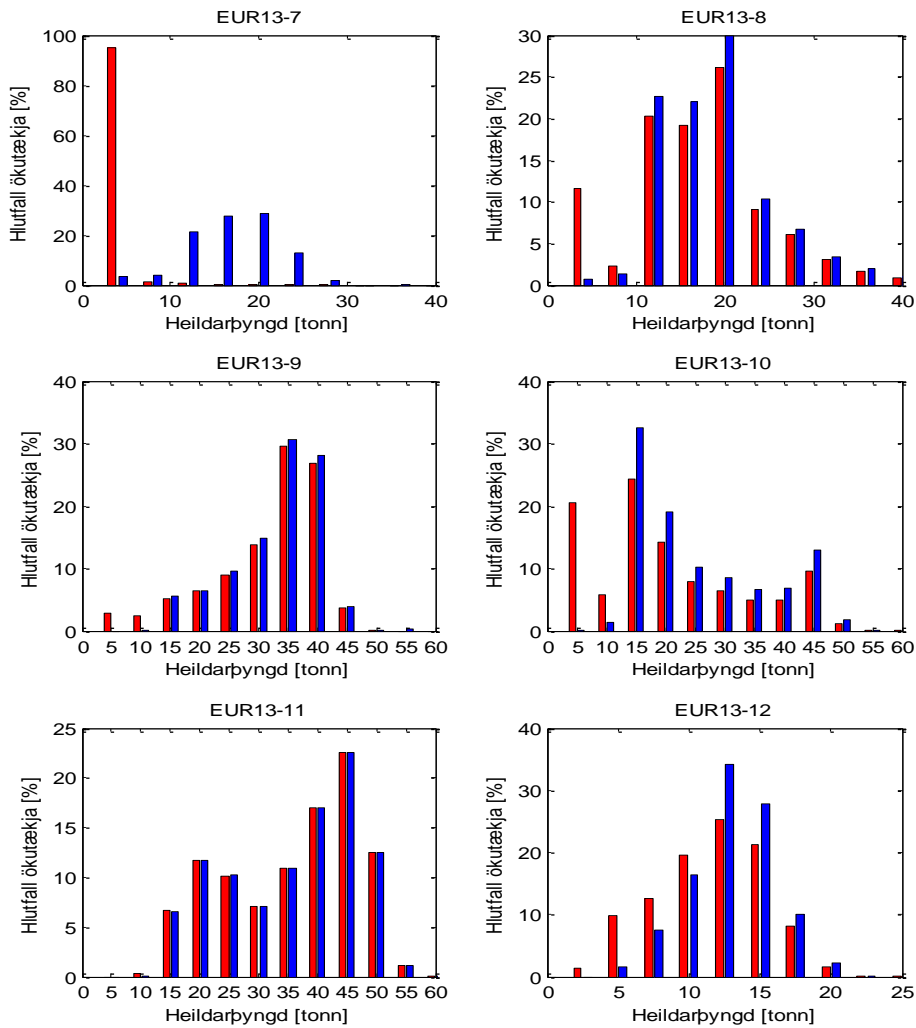 EUR13-7
Hlutfall ökutækja [%]
100
80
60
40
20
0
0 10 20 30 40
Heildarþyngd [tonn]
EUR13-8
Hlutfall ökutækja [%]
30
25
20
15
10
5
0
0 10 20 30 40
Heildarþyngd [tonn]
EUR13-9
Hlutfall ökutækja [%]
40
30
20
10
0
0 5 10 15 20 25 30 35 40 45 50 55 60
Heildarþyngd [tonn]
EUR13-10
Hlutfall ökutækja [%]
40
30
20
10
0
0 5 10 15 20 25 30 35 40 45 50 55 60
Heildarþyngd [tonn]
EUR13-11
Hlutfall ökutækja [%]
25
20
15
10
5
0
0 5 10 15 20 25 30 35 40 45 50 55 60
Heildarþyngd [tonn]
EUR13-12
Hlutfall ökutækja [%]
40
30
20
10
0
0 5 10 15 20 25
Heildarþyngd [tonn]